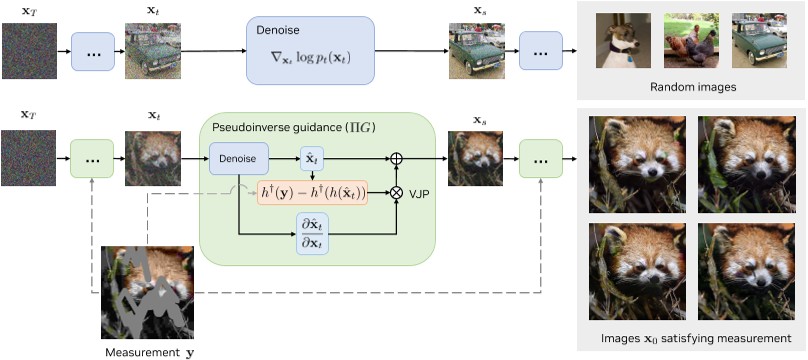 x_T
x_t
x_s
...
Denoise
∇_{x_t} log p_t(x_t)
...
Random images
x_T
x_t
x_s
...
Pseudoinverse guidance (ΠG)
Denoise
x̂_t
h†(y) − h†(h(x̂_t))
VJP
∂x̂_t
∂x_t
...
Measurement y
Images x_0 satisfying measurement